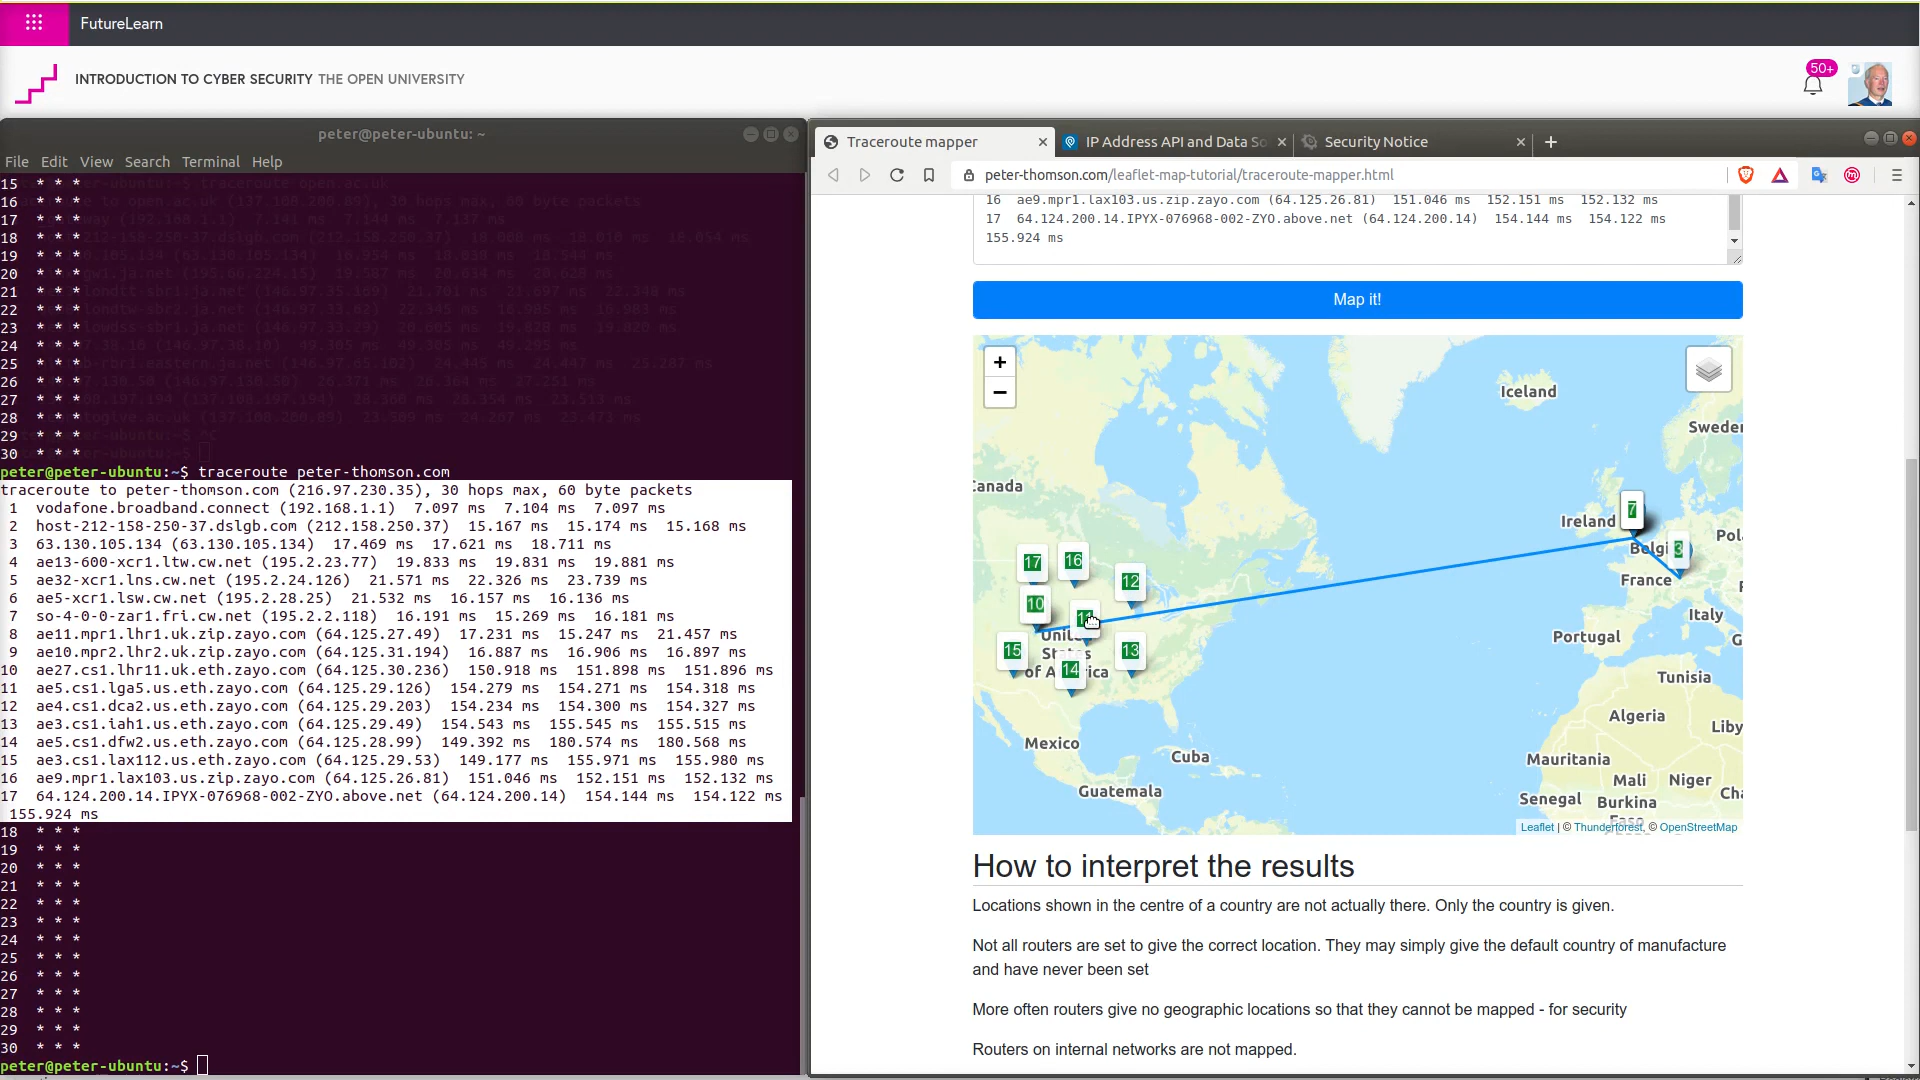 FutureLearn
INTRODUCTION TO CYBER SECURITY THE OPEN UNIVERSITY
50+
peter@peter-ubuntu: ~
File Edit View Search Terminal Help
15 * * *
16 * * *
17 * * *
18 * * *
19 * * *
20 * * *
21 * * *
22 * * *
23 * * *
24 * * *
25 * * *
26 * * *
27 * * *
28 * * *
29 * * *
30 * * *
peter@peter-ubuntu:~$ traceroute peter-thomson.com
traceroute to peter-thomson.com (216.97.230.35), 30 hops max, 60 byte packets
1 vodafone.broadband.connect (192.168.1.1) 7.097 ms 7.104 ms 7.097 ms
2 host-212-158-250-37.dslgb.com (212.158.250.37) 15.167 ms 15.174 ms 15.168 ms
3 63.130.105.134 (63.130.105.134) 17.469 ms 17.621 ms 18.711 ms
4 ae13-600-xcr1.ltw.cw.net (195.2.23.77) 19.833 ms 19.831 ms 19.881 ms
5 ae32-xcr1.lns.cw.net (195.2.24.126) 21.571 ms 22.326 ms 23.739 ms
6 ae5-xcr1.lsw.cw.net (195.2.28.25) 21.532 ms 16.157 ms 16.136 ms
7 so-4-0-0-zar1.fri.cw.net (195.2.2.118) 16.191 ms 15.269 ms 16.181 ms
8 ae11.mpr1.lhr1.uk.zip.zayo.com (64.125.27.49) 17.231 ms 15.247 ms 21.457 ms
9 ae10.mpr2.lhr2.uk.zip.zayo.com (64.125.31.194) 16.887 ms 16.906 ms 16.897 ms
10 ae27.cs1.lhr11.uk.eth.zayo.com (64.125.30.236) 150.918 ms 151.898 ms 151.896 ms
11 ae5.cs1.lga5.us.eth.zayo.com (64.125.29.126) 154.279 ms 154.271 ms 154.318 ms
12 ae4.cs1.dca2.us.eth.zayo.com (64.125.29.203) 154.234 ms 154.300 ms 154.327 ms
13 ae3.cs1.iah1.us.eth.zayo.com (64.125.29.49) 154.543 ms 155.545 ms 155.515 ms
14 ae5.cs1.dfw2.us.eth.zayo.com (64.125.28.99) 149.392 ms 180.574 ms 180.568 ms
15 ae3.cs1.lax112.us.eth.zayo.com (64.125.29.53) 149.177 ms 155.971 ms 155.980 ms
16 ae9.mpr1.lax103.us.zip.zayo.com (64.125.26.81) 151.046 ms 152.151 ms 152.132 ms
17 64.124.200.14.IPYX-076968-002-ZYO.above.net (64.124.200.14) 154.144 ms 154.122 ms
155.924 ms
18 * * *
19 * * *
20 * * *
21 * * *
22 * * *
23 * * *
24 * * *
25 * * *
26 * * *
27 * * *
28 * * *
29 * * *
30 * * *
peter@peter-ubuntu:~$
Traceroute mapper
IP Address API and Data So
Security Notice
peter-thomson.com/leaflet-map-tutorial/traceroute-mapper.html
16 ae9.mpr1.lax103.us.zip.zayo.com (64.125.26.81) 151.046 ms 152.151 ms 152.132 ms
17 64.124.200.14.IPYX-076968-002-ZYO.above.net (64.124.200.14) 154.144 ms 154.122 ms
155.924 ms
Map it!
+
−
Iceland
Sweden
Canada
7
Ireland
Pol
Belgi
3
France
17
16
12
10
Italy
Portugal
Unit
States
of America
15
14
13
Tunisia
Algeria
Liby
Mexico
Cuba
Mauritania
Mali
Niger
Cha
Guatemala
Senegal
Burkina
Faso
Leaflet | © Thunderforest, © OpenStreetMap
How to interpret the results
Locations shown in the centre of a country are not actually there. Only the country is given.
Not all routers are set to give the correct location. They may simply give the default country of manufacture
and have never been set
More often routers give no geographic locations so that they cannot be mapped - for security
Routers on internal networks are not mapped.